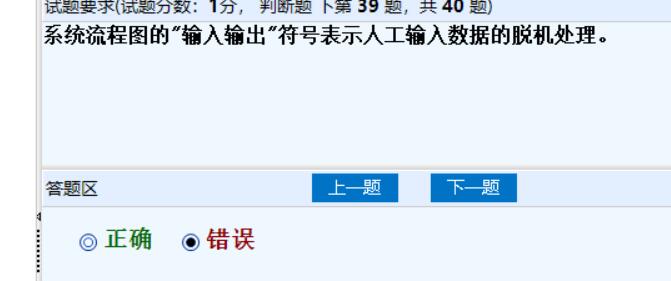 试题要求(试题分数：1分， 判断题 下第 39 题，共 40 题)
系统流程图的"输入输出"符号表示人工输入数据的脱机处理。
答题区 上一题 下一题
正确 错误